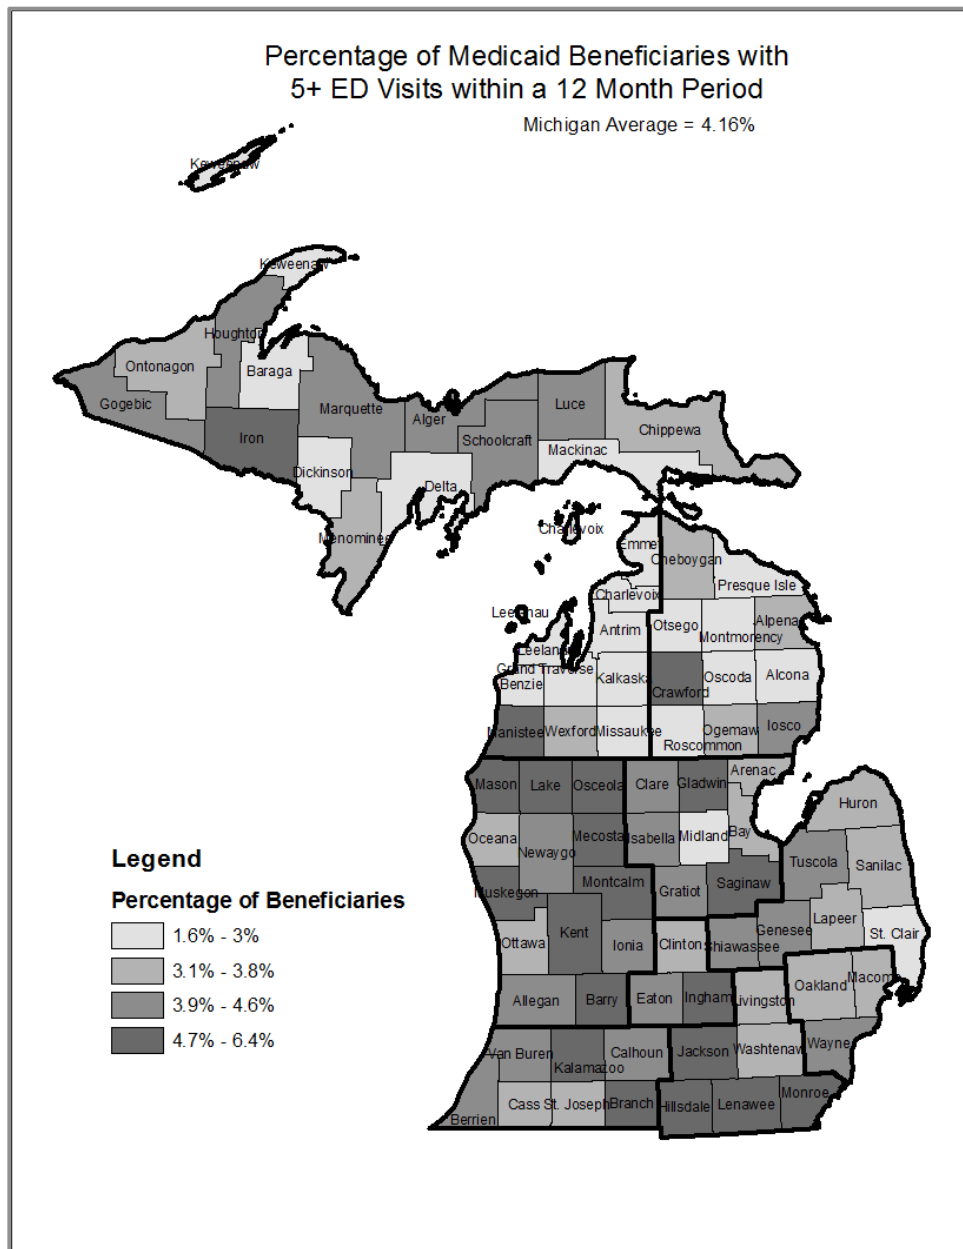 Percentage of Medicaid Beneficiaries with
5+ ED Visits within a 12 Month Period
Michigan Average = 4.16%
Keweenaw
Keweenaw
Houghton
Ontonagon
Baraga
Gogebic
Marquette
Alger
Luce
Iron
Schoolcraft
Chippewa
Mackinac
Dickinson
Delta
Menominee
Charlevoix
Emmet
Cheboygan
Presque Isle
Charlevoix
Leelanau
Antrim
Otsego
Montmorency
Alpena
Leelanau
Grand Traverse
Benzie
Kalkaska
Crawford
Oscoda
Alcona
Manistee
Wexford
Missaukee
Roscommon
Ogemaw
Iosco
Mason
Lake
Osceola
Clare
Gladwin
Arenac
Huron
Oceana
Newaygo
Mecosta
Isabella
Midland
Bay
Tuscola
Sanilac
Muskegon
Montcalm
Gratiot
Saginaw
Lapeer
Genesee
St. Clair
Ottawa
Kent
Ionia
Clinton
Shiawassee
Oakland
Macomb
Allegan
Barry
Eaton
Ingham
Livingston
Van Buren
Kalamazoo
Calhoun
Jackson
Washtenaw
Wayne
Berrien
Cass
St. Joseph
Branch
Hillsdale
Lenawee
Monroe
Legend
Percentage of Beneficiaries
1.6% - 3%
3.1% - 3.8%
3.9% - 4.6%
4.7% - 6.4%